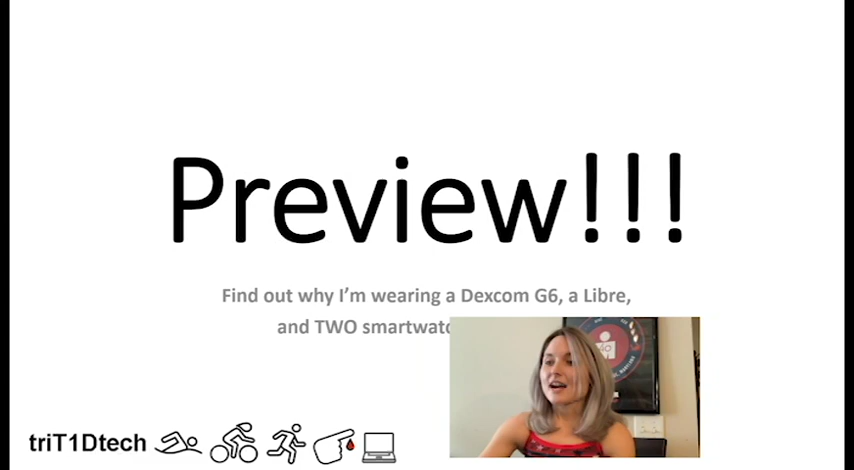 Preview!!!
Find out why I'm wearing a Dexcom G6, a Libre,
and TWO
triT1Dtech